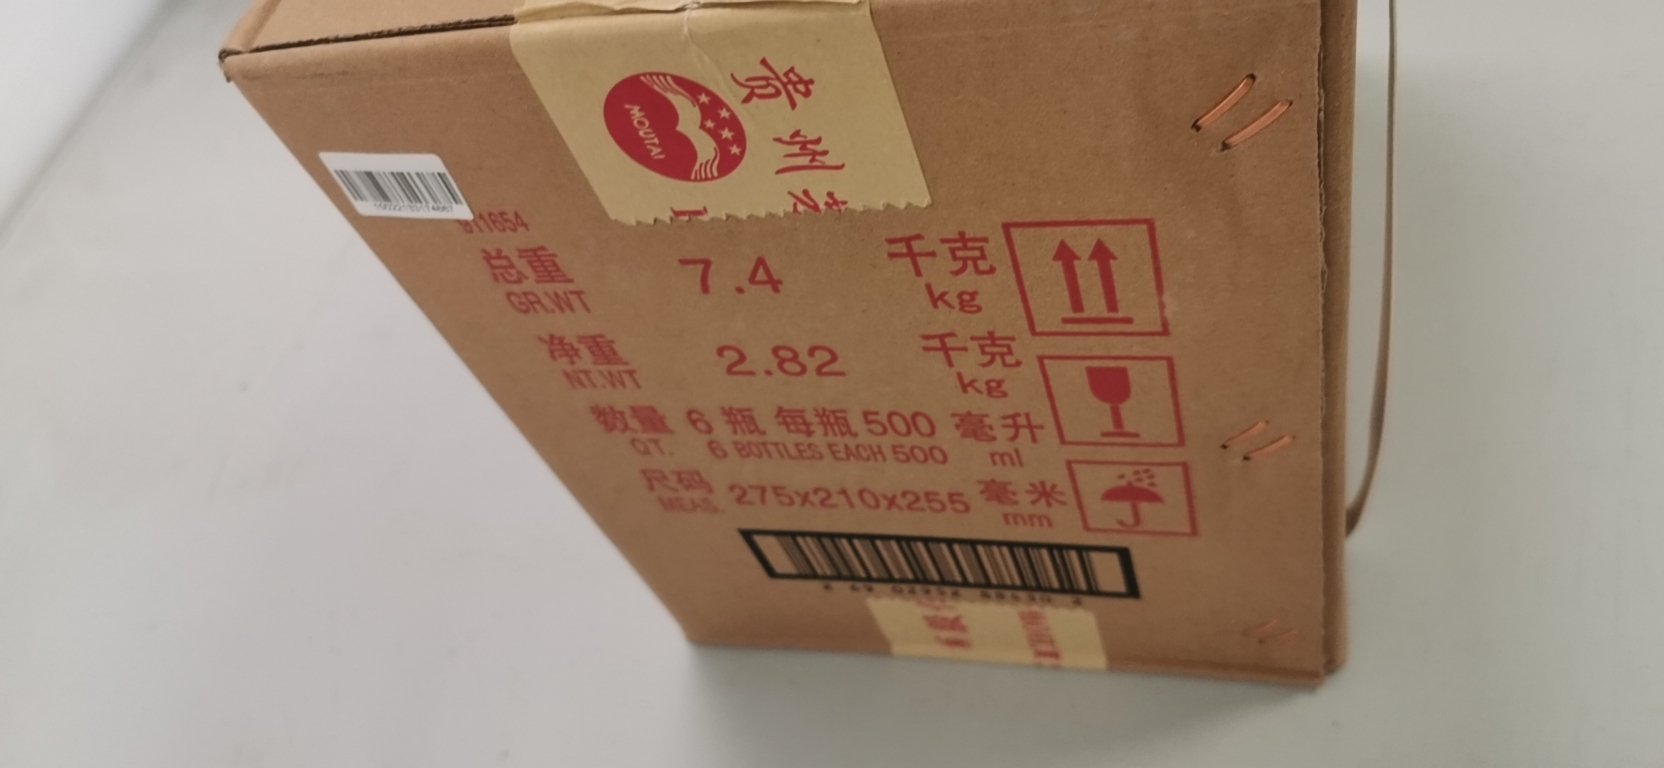 贵州
MOUTAI
911654
总重 7.4 千克
GR.WT kg
净重 2.82 千克
NT.WT kg
数量 6 瓶 每瓶 500 毫升
QT. 6 BOTTLES EACH 500 ml
尺码 275x210x255 毫米
MEAS. mm